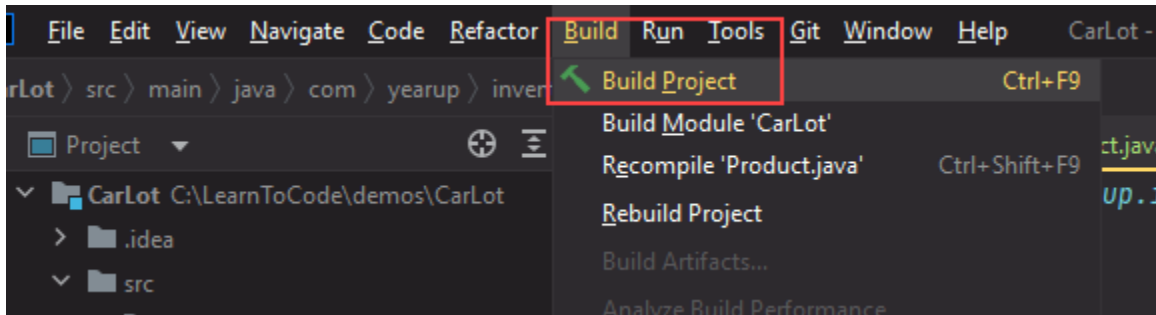 File Edit View Navigate Code Refactor Build Run Tools Git Window Help CarLot -
rLot 〉 src 〉 main 〉 java 〉 com 〉 yearup 〉 inven
Build Project Ctrl+F9
Build Module 'CarLot'
Project
ct.jav
Recompile 'Product.java' Ctrl+Shift+F9
CarLot C:\LearnToCode\demos\CarLot
up.i
Rebuild Project
.idea
Build Artifacts...
src
Analyze Build Performance